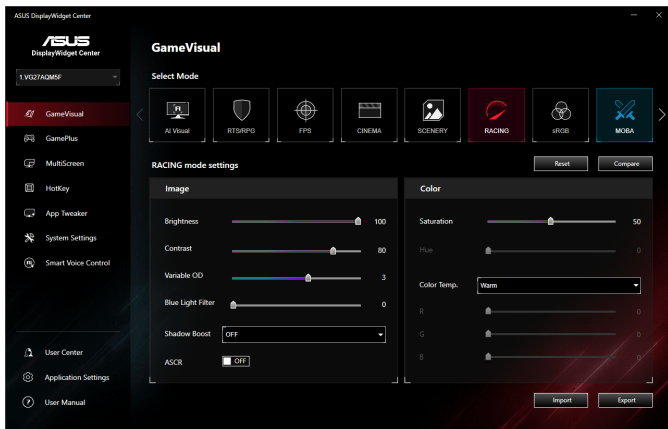 ASUS DisplayWidget Center
ASUS
DisplayWidget Center
1.VG27AQM5F
GameVisual
GamePlus
MultiScreen
HotKey
App Tweaker
System Settings
Smart Voice Control
User Center
Application Settings
User Manual
GameVisual
Select Mode
AI Visual
RTS/RPG
FPS
CINEMA
SCENERY
RACING
sRGB
MOBA
RACING mode settings
Reset
Compare
Image
Brightness 100
Contrast 80
Variable OD 3
Blue Light Filter 0
Shadow Boost OFF
ASCR OFF
Color
Saturation 50
Hue 0
Color Temp. Warm
R 0
G 0
B 0
Import
Export